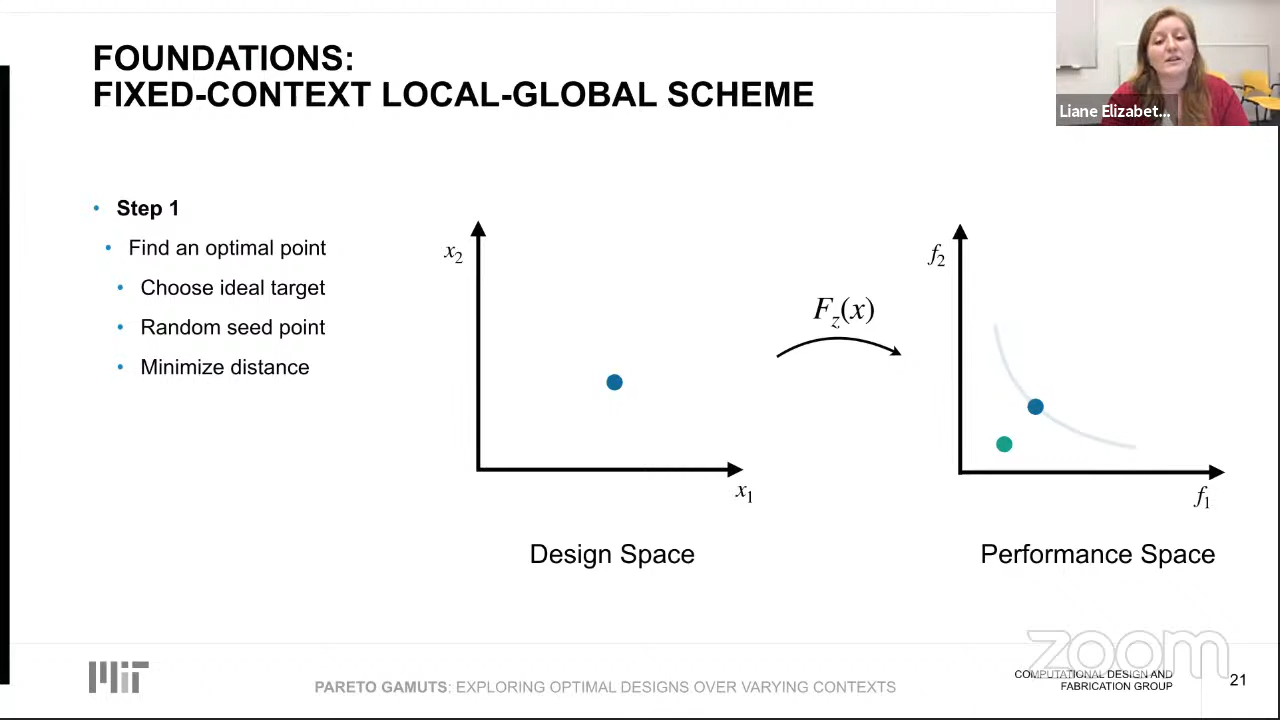 FOUNDATIONS:
FIXED-CONTEXT LOCAL-GLOBAL SCHEME
Liane Elizabet...
• Step 1
• Find an optimal point
• Choose ideal target
• Random seed point
• Minimize distance
x2
x1
Design Space
Fz(x)
f2
f1
Performance Space
zoom
MIT
PARETO GAMUTS: EXPLORING OPTIMAL DESIGNS OVER VARYING CONTEXTS
COMPUTATIONAL DESIGN AND
FABRICATION GROUP
21